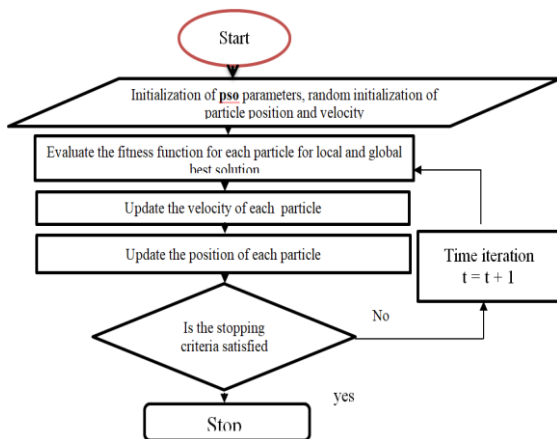 Start
Initialization of pso parameters, random initialization of
particle position and velocity
Evaluate the fitness function for each particle for local and global
best solution
Update the velocity of each particle
Update the position of each particle
Time iteration
t = t + 1
Is the stopping
criteria satisfied
No
yes
Stop